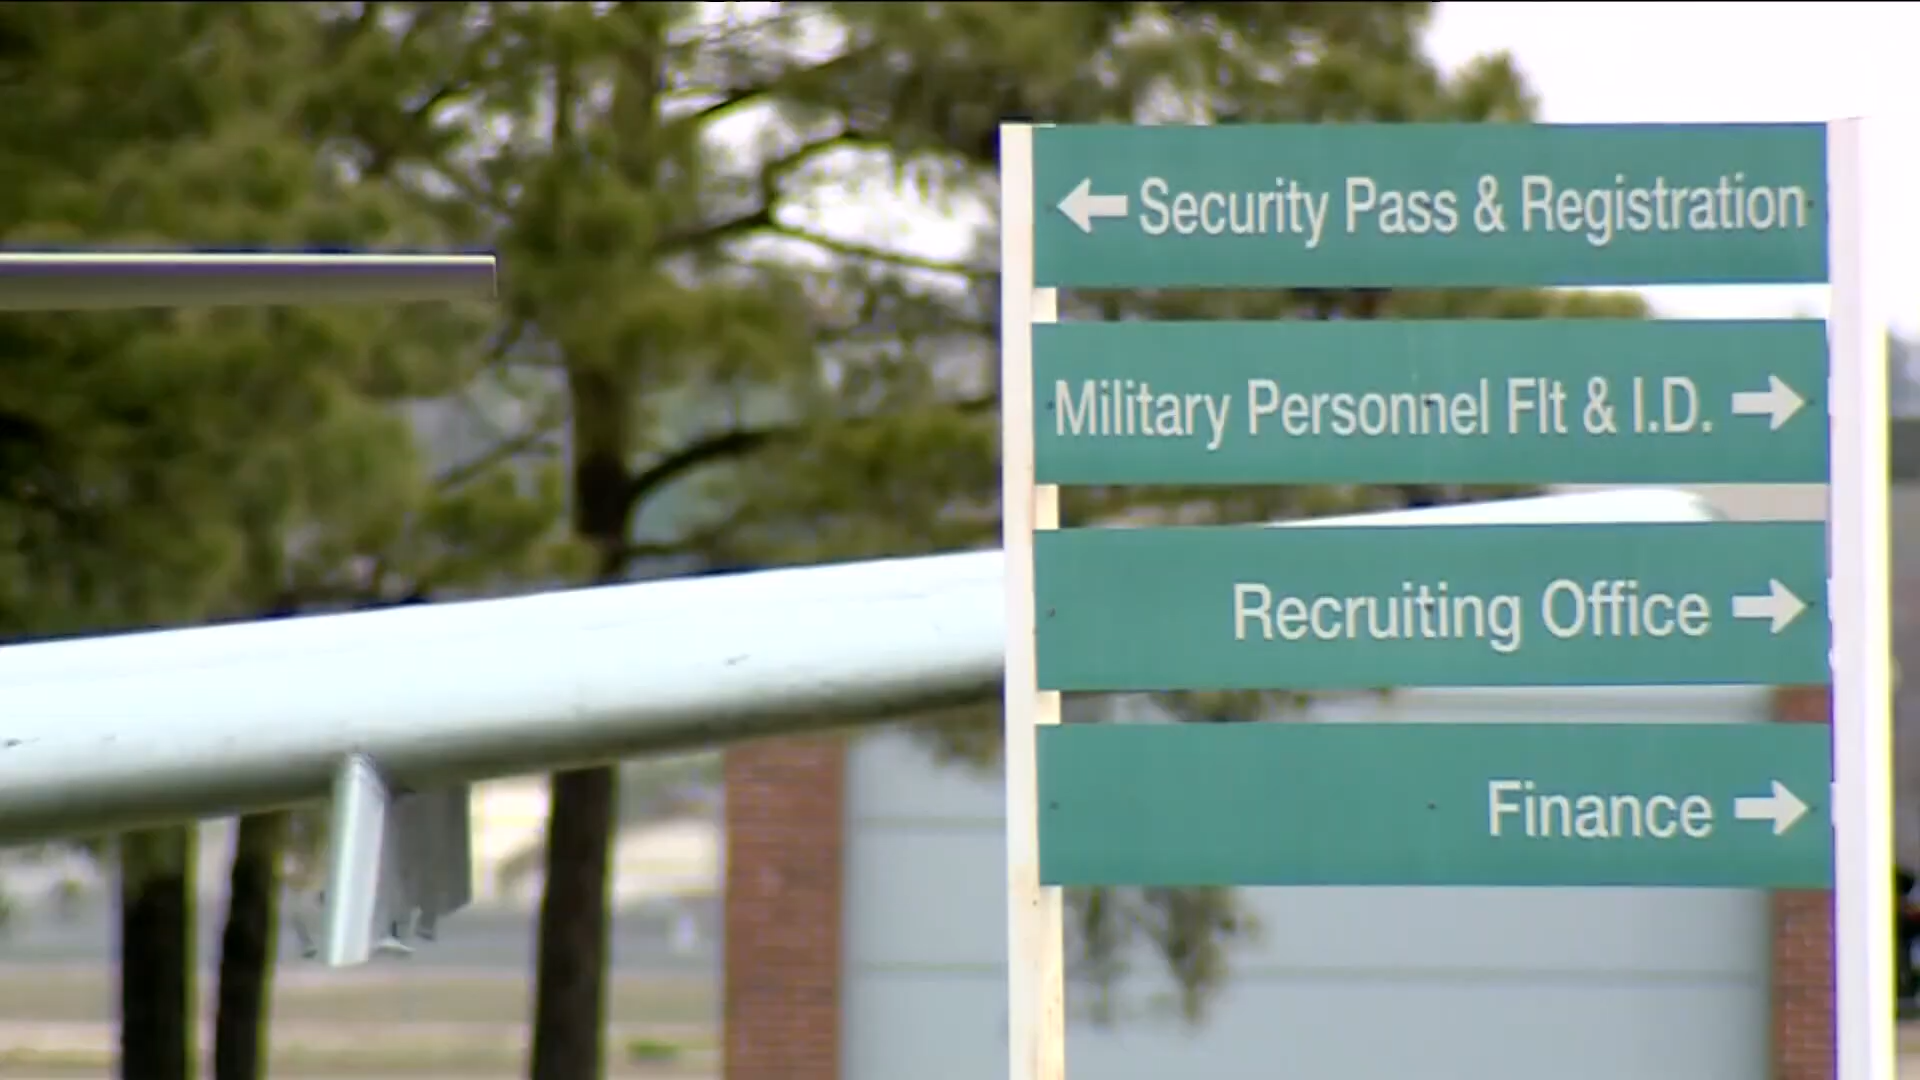 ← Security Pass & Registration
Military Personnel Flt & I.D. →
Recruiting Office →
Finance →